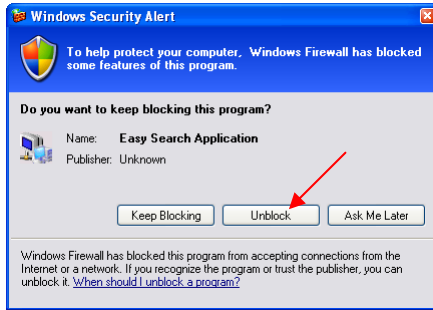 Windows Security Alert
To help protect your computer, Windows Firewall has blocked
some features of this program.
Do you want to keep blocking this program?
Name: Easy Search Application
Publisher: Unknown
Keep Blocking Unblock Ask Me Later
Windows Firewall has blocked this program from accepting connections from the
Internet or a network. If you recognize the program or trust the publisher, you can
unblock it. When should I unblock a program?